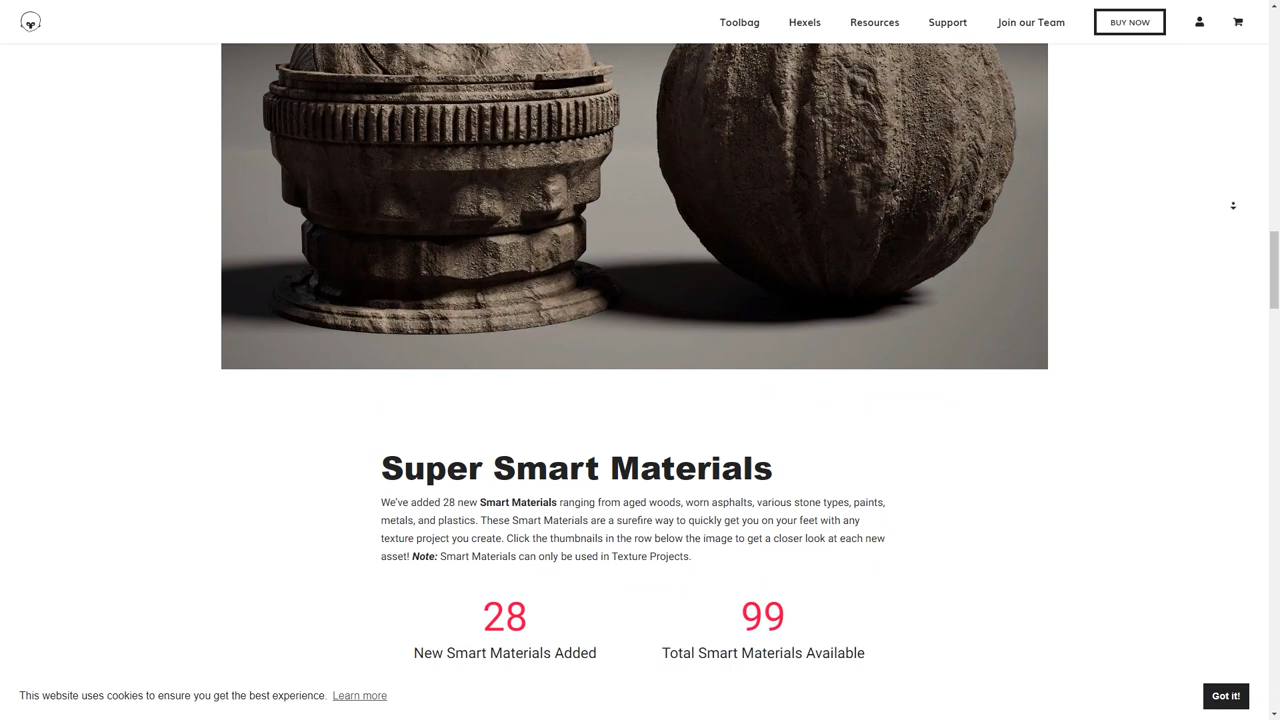 Toolbag Hexels Resources Support Join our Team BUY NOW
Super Smart Materials
We've added 28 new Smart Materials ranging from aged woods, worn asphalts, various stone types, paints,
metals, and plastics. These Smart Materials are a surefire way to quickly get you on your feet with any
texture project you create. Click the thumbnails in the row below the image to get a closer look at each new
asset! Note: Smart Materials can only be used in Texture Projects.
28 99
New Smart Materials Added Total Smart Materials Available
This website uses cookies to ensure you get the best experience. Learn more Got it!